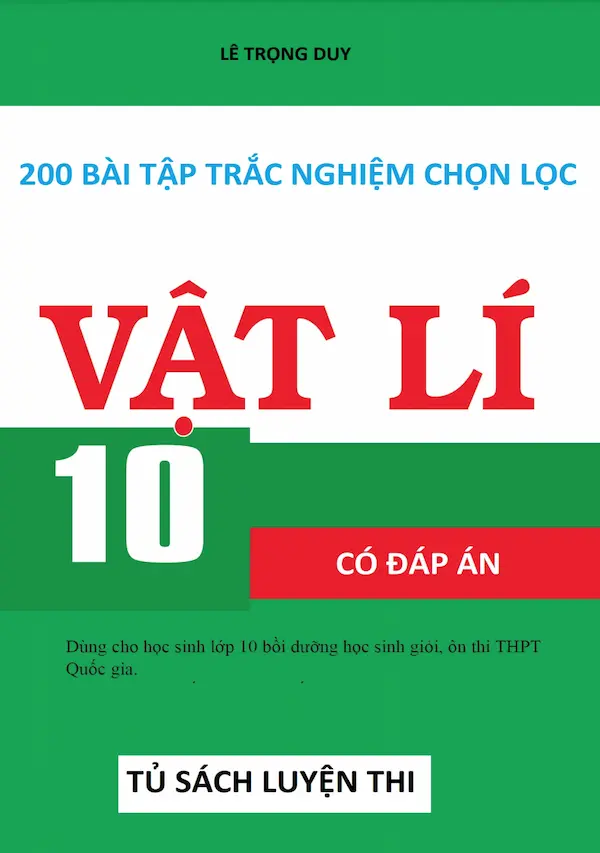 LÊ TRỌNG DUY
200 BÀI TẬP TRẮC NGHIỆM CHỌN LỌC
VẬT LÍ
10
CÓ ĐÁP ÁN
Dùng cho học sinh lớp 10 bồi dưỡng học sinh giỏi, ôn thi THPT
Quốc gia.
TỦ SÁCH LUYỆN THI